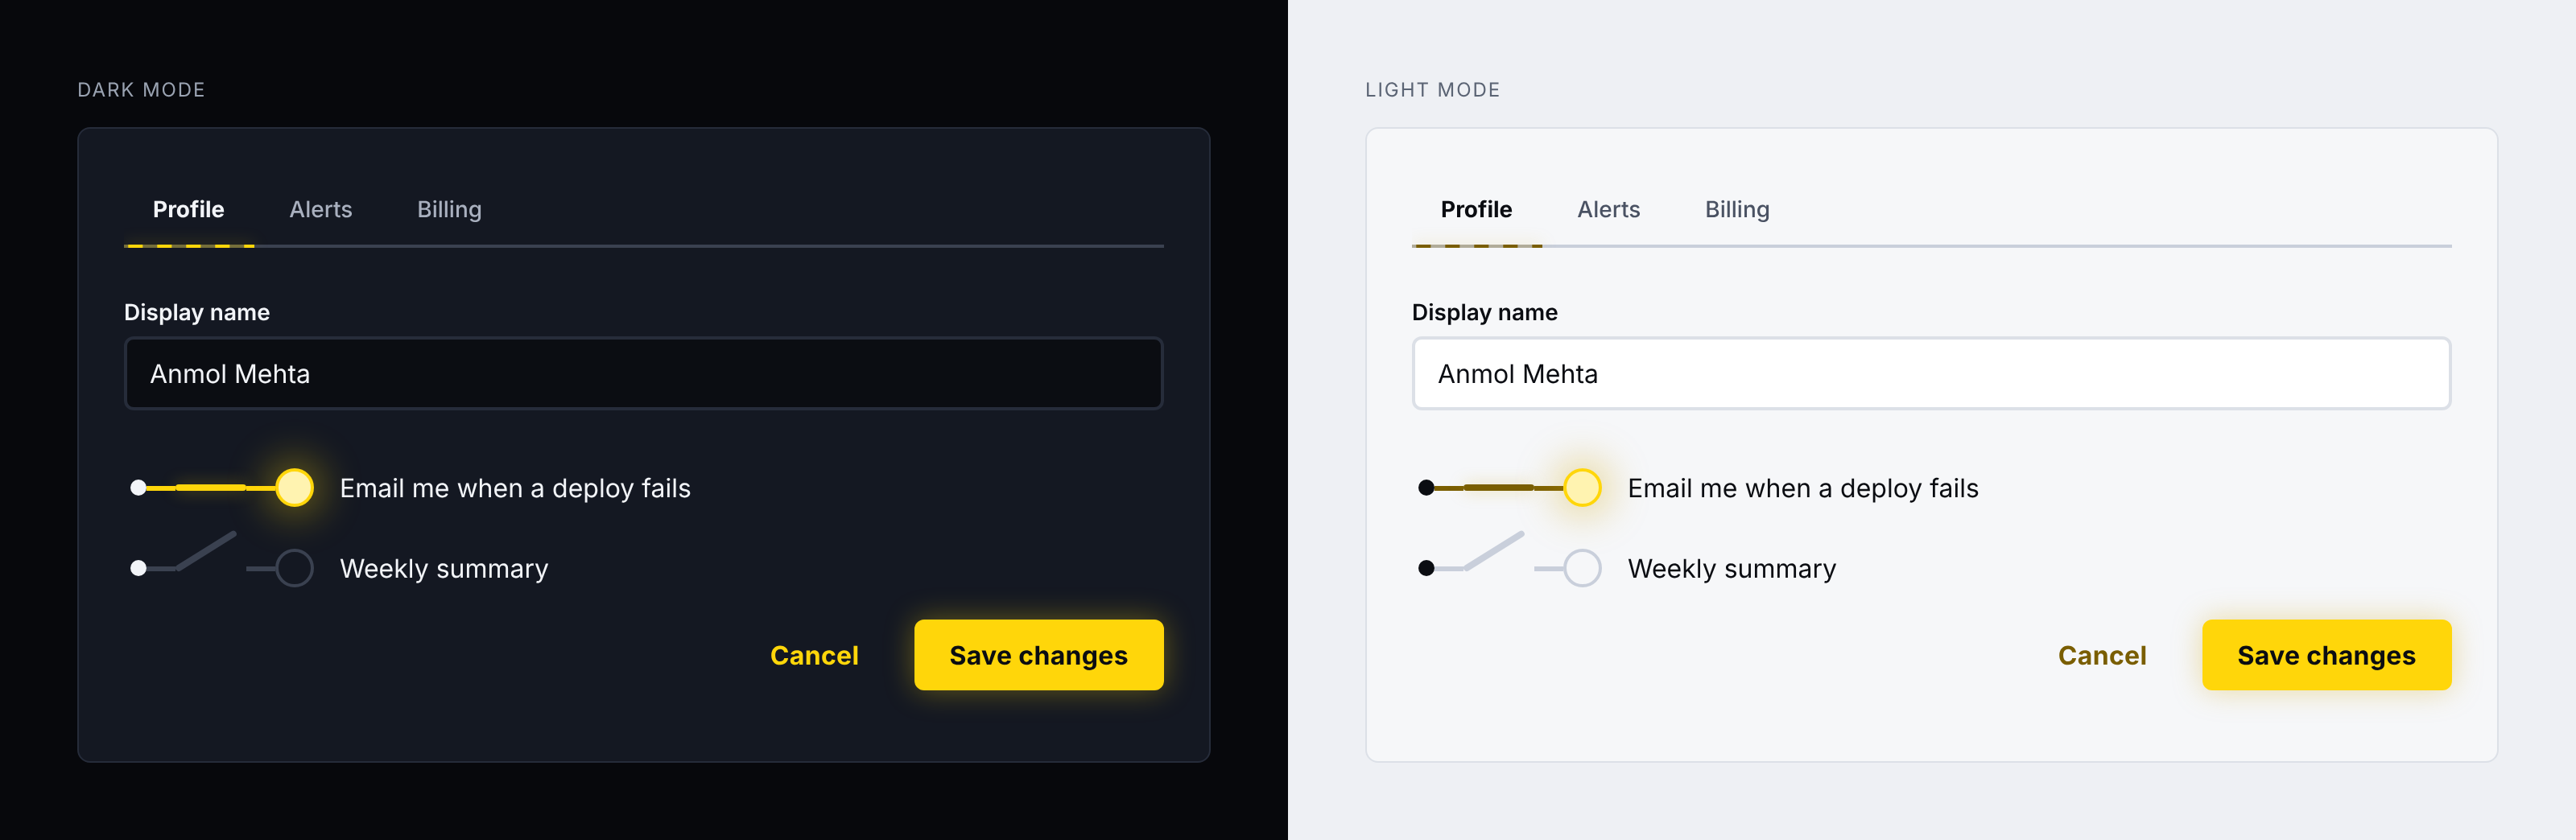 DARK MODE
Profile Alerts Billing
Display name
Anmol Mehta
Email me when a deploy fails
Weekly summary
Cancel Save changes
LIGHT MODE
Profile Alerts Billing
Display name
Anmol Mehta
Email me when a deploy fails
Weekly summary
Cancel Save changes